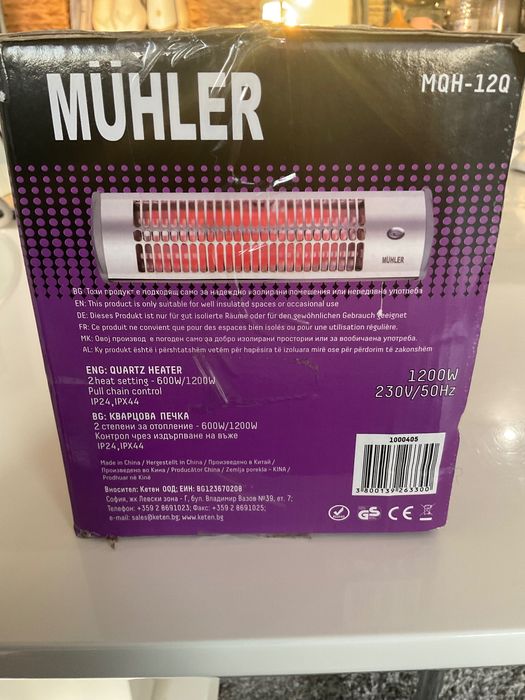 MÜHLER
MQH-12Q
MÜHLER
BG: Този продукт е подходящ само за надеждно изолирани помещения или нередовна употреба
EN: This product is only suitable for well insulated spaces or occasional use
DE: Dieses Produkt ist nur für gut isolierte Räume oder für den gewöhnlichen Gebrauch geeignet
FR: Ce produit ne convient que pour des espaces bien isolés ou pour une utilisation régulière.
MK: Овој производ е погоден само за добро изолирани простории или за вообичаена употреба.
AL: Ky produkt është i përshtatshëm vetëm për hapësira të izoluara mirë ose për përdorim të zakonshëm
ENG: QUARTZ HEATER
2 heat setting - 600W/1200W
Pull chain control
IP24, IPX44
1200W
230V/50Hz
BG: КВАРЦОВА ПЕЧКА
2 степени за отопление - 600W/1200W
Контрол чрез издърпване на въже
IP24, IPX44
Made in China / Hergestellt in China / Произведено в Китай /
Произведено во Кина / Producător China / Zemlja porekla - KINA /
Prodhuar në Kinë
Вносител: Кетен ООД; ЕИН: BG123670208
София, жк Левски зона - Г, бул. Владимир Вазов №39, ет. 7;
Телефон: +359 2 8691023; Факс: +359 2 8691025;
e-mail: sales@keten.bg; www.keten.bg
1000405
3 800139 263300
GS CE